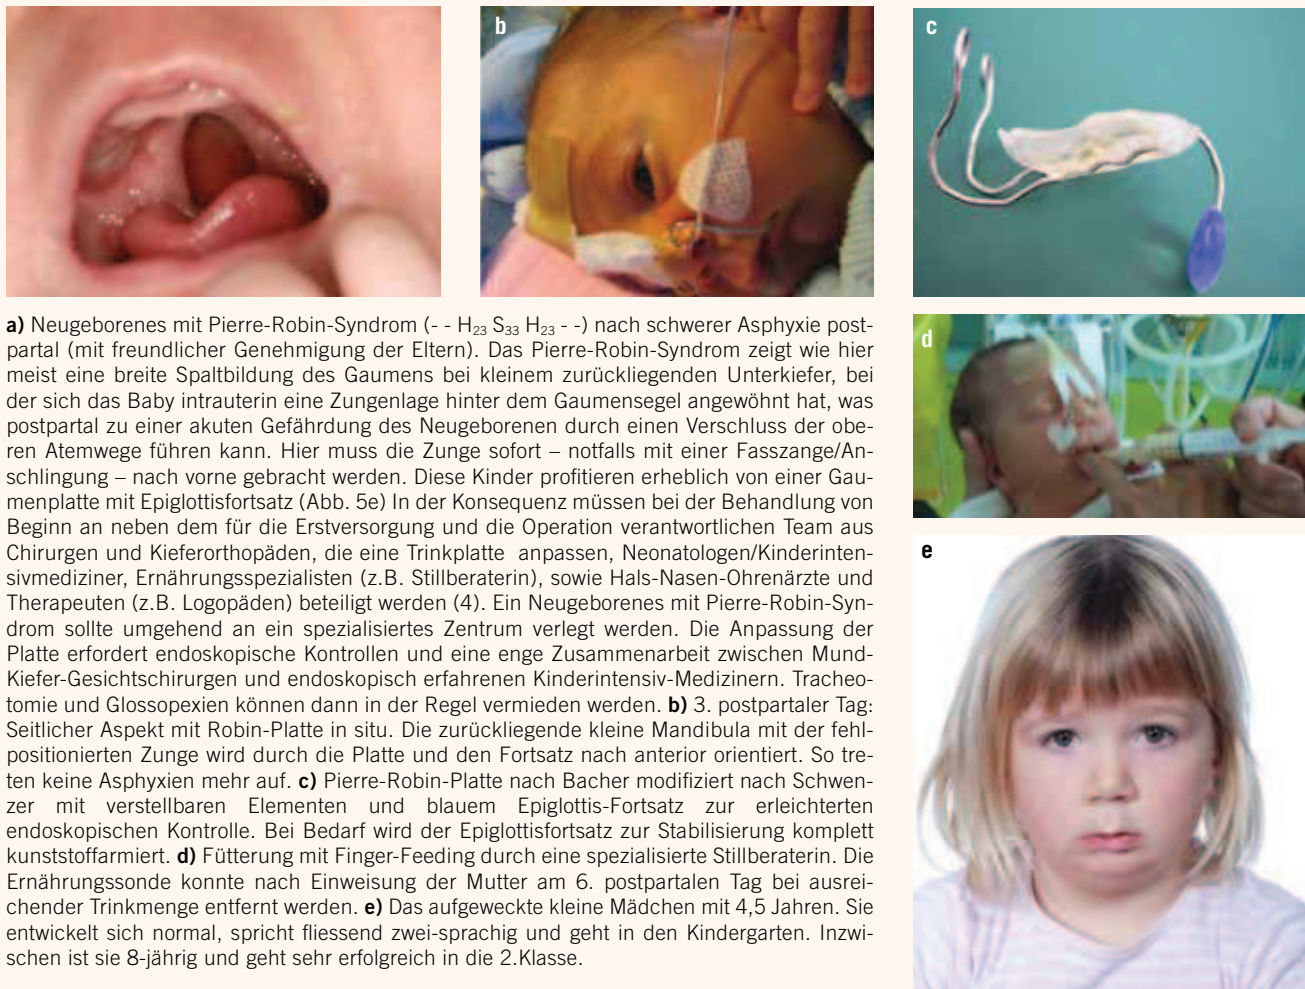 b
c
a) Neugeborenes mit Pierre-Robin-Syndrom (- - H₂₃ S₃₃ H₂₃ - -) nach schwerer Asphyxie post-
partal (mit freundlicher Genehmigung der Eltern). Das Pierre-Robin-Syndrom zeigt wie hier
meist eine breite Spaltbildung des Gaumens bei kleinem zurückliegenden Unterkiefer, bei
der sich das Baby intrauterin eine Zungenlage hinter dem Gaumensegel angewöhnt hat, was
postpartal zu einer akuten Gefährdung des Neugeborenen durch einen Verschluss der obe-
ren Atemwege führen kann. Hier muss die Zunge sofort – notfalls mit einer Fasszange/An-
schlingung – nach vorne gebracht werden. Diese Kinder profitieren erheblich von einer Gau-
menplatte mit Epiglottisfortsatz (Abb. 5e) In der Konsequenz müssen bei der Behandlung von
Beginn an neben dem für die Erstversorgung und die Operation verantwortlichen Team aus
Chirurgen und Kieferorthopäden, die eine Trinkplatte anpassen, Neonatologen/Kinderinten-
sivmediziner, Ernährungsspezialisten (z.B. Stillberaterin), sowie Hals-Nasen-Ohrenärzte und
Therapeuten (z.B. Logopäden) beteiligt werden (4). Ein Neugeborenes mit Pierre-Robin-Syn-
drom sollte umgehend an ein spezialisiertes Zentrum verlegt werden. Die Anpassung der
Platte erfordert endoskopische Kontrollen und eine enge Zusammenarbeit zwischen Mund-
Kiefer-Gesichtschirurgen und endoskopisch erfahrenen Kinderintensiv-Medizinern. Tracheo-
tomie und Glossopexien können dann in der Regel vermieden werden. b) 3. postpartaler Tag:
Seitlicher Aspekt mit Robin-Platte in situ. Die zurückliegende kleine Mandibula mit der fehl-
positionierten Zunge wird durch die Platte und den Fortsatz nach anterior orientiert. So tre-
ten keine Asphyxien mehr auf. c) Pierre-Robin-Platte nach Bacher modifiziert nach Schwen-
zer mit verstellbaren Elementen und blauem Epiglottis-Fortsatz zur erleichterten
endoskopischen Kontrolle. Bei Bedarf wird der Epiglottisfortsatz zur Stabilisierung komplett
kunststoffarmiert. d) Fütterung mit Finger-Feeding durch eine spezialisierte Stillberaterin. Die
Ernährungssonde konnte nach Einweisung der Mutter am 6. postpartalen Tag bei ausrei-
chender Trinkmenge entfernt werden. e) Das aufgeweckte kleine Mädchen mit 4,5 Jahren. Sie
entwickelt sich normal, spricht fliessend zwei-sprachig und geht in den Kindergarten. Inzwi-
schen ist sie 8-jährig und geht sehr erfolgreich in die 2.Klasse.
d
e